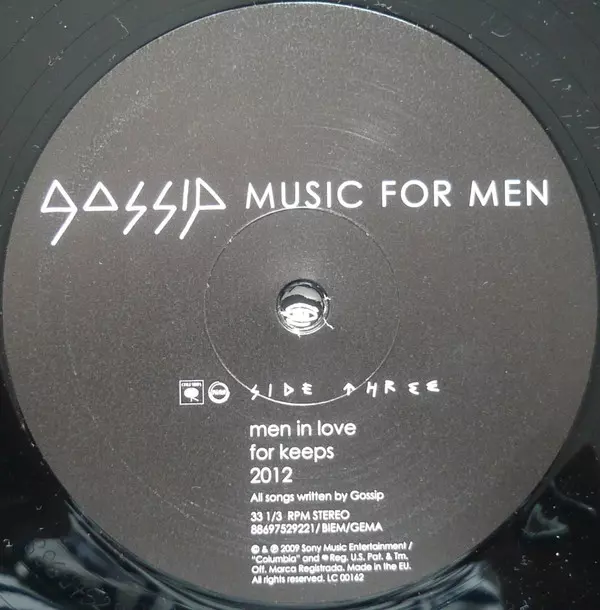 gossip MUSIC FOR MEN
SIDE THREE
men in love
for keeps
2012
All songs written by Gossip
33 1/3 RPM STEREO
88697529221/ BIEM/GEMA
© & ℗ 2009 Sony Music Entertainment /
"Columbia" and Reg. U.S. Pat. & Tm.
Off. Marca Registrada. Made in the EU.
All rights reserved. LC 00162